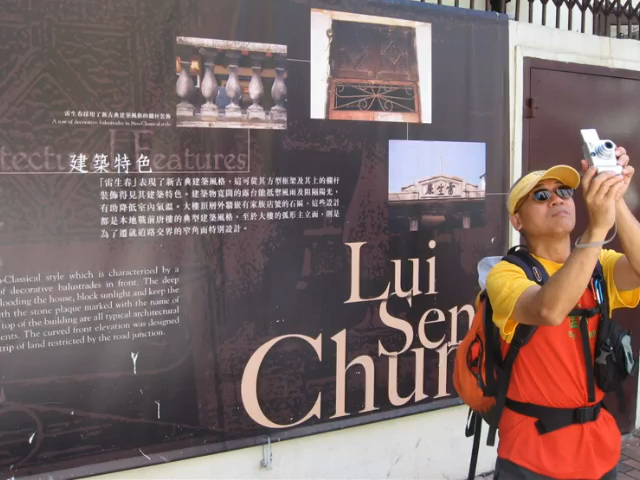 雷生春採用了新古典建築風格的欄杆裝飾
A row of decorative balustrades in Neo-Classical style
tectural Features
建築特色
「雷生春」表現了新古典建築風格，這可從其方型框架及其上的欄杆
裝飾得見其建築特色。建築物寬闊的露台能抵禦風雨及阻隔陽光，
有助降低室內氣溫。大樓頂層外牆嵌有家族店號的石匾。這些設計
都是本地戰前唐樓的典型建築風格。至於大樓的弧形主立面，則是
為了遷就道路交界的窄角面特別設計。
春生雷
o-Classical style which is characterized by a
of decorative balustrades in front. The deep
looding the house, block sunlight and keep the
th the stone plaque marked with the name of
top of the building are all typical architectural
ents. The curved front elevation was designed
trip of land restricted by the road junction.
Lui
Sen
Chun